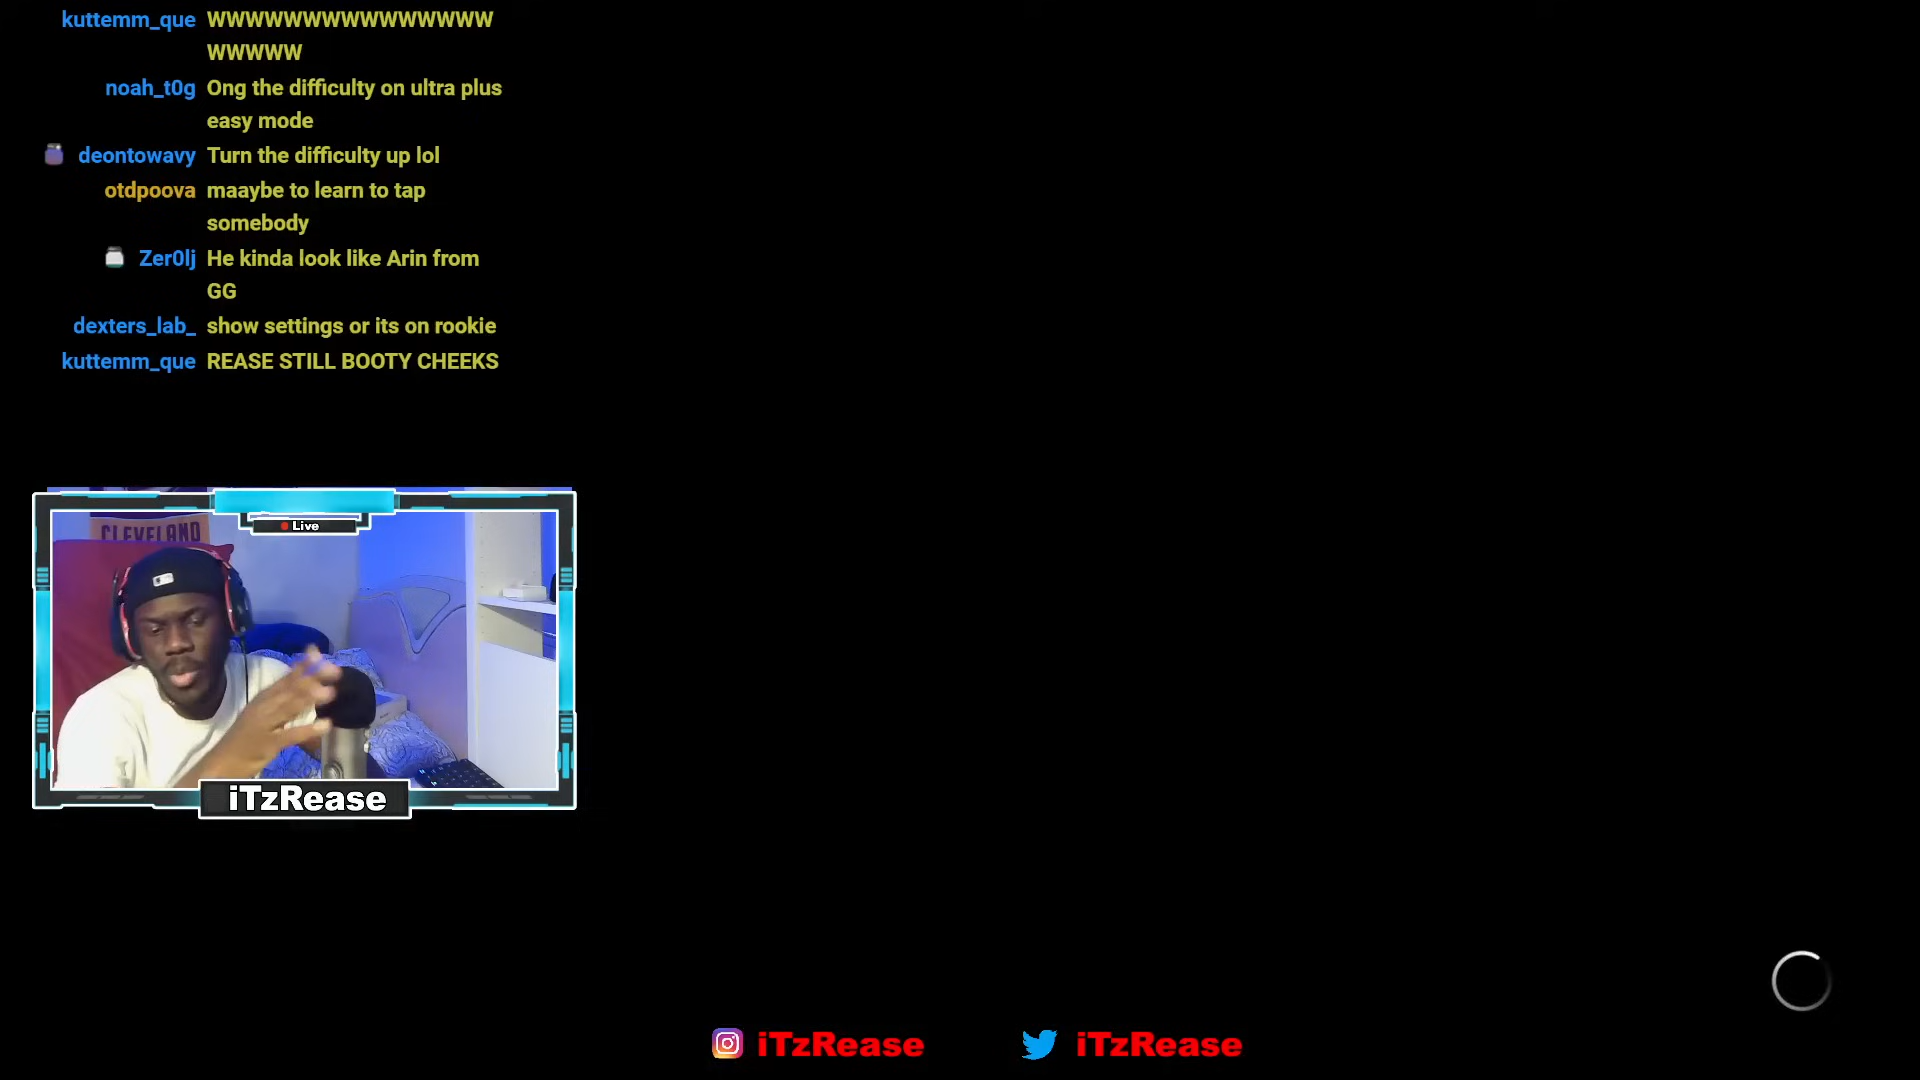 kuttemm_que WWWWWWWWWWWWWWW
WWWWW
noah_t0g Ong the difficulty on ultra plus
easy mode
deontowavy Turn the difficulty up lol
otdpoova maaybe to learn to tap
somebody
Zer0lj He kinda look like Arin from
GG
dexters_lab_ show settings or its on rookie
kuttemm_que REASE STILL BOOTY CHEEKS
Live
CLEVELAND
iTzRease
iTzRease iTzRease